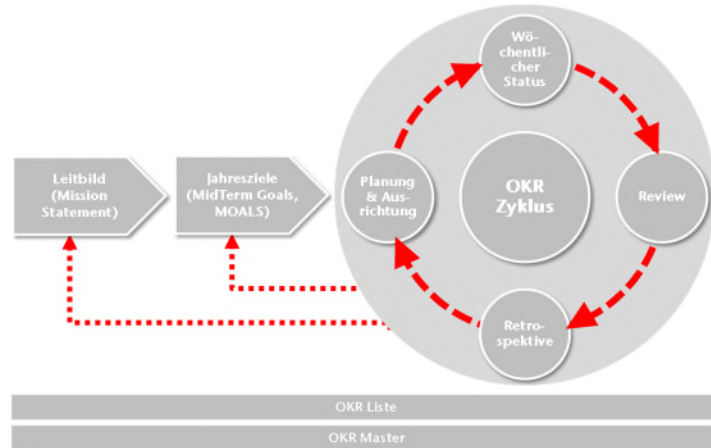 Wö-
chentli-
cher
Status
Leitbild
(Mission
Statement)
Jahresziele
(MidTerm Goals,
MOALS)
Planung
& Aus-
richtung
OKR
Zyklus
Review
Retro-
spektive
OKR Liste
OKR Master